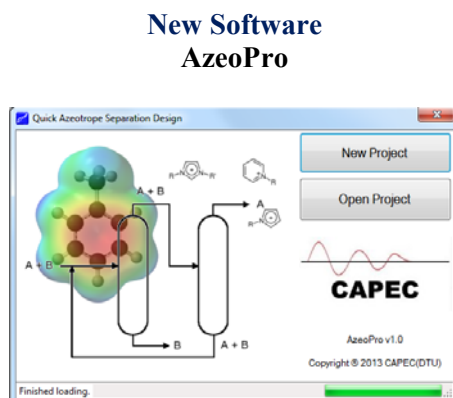 New Software
AzeoPro
Quick Azeotrope Separation Design
New Project
Open Project
A + B
A
A + B
B
A + B
R N + N R'
N + R
R N +
CAPEC
AzeoPro v1.0
Copyright ® 2013 CAPEC(DTU)
Finished loading.